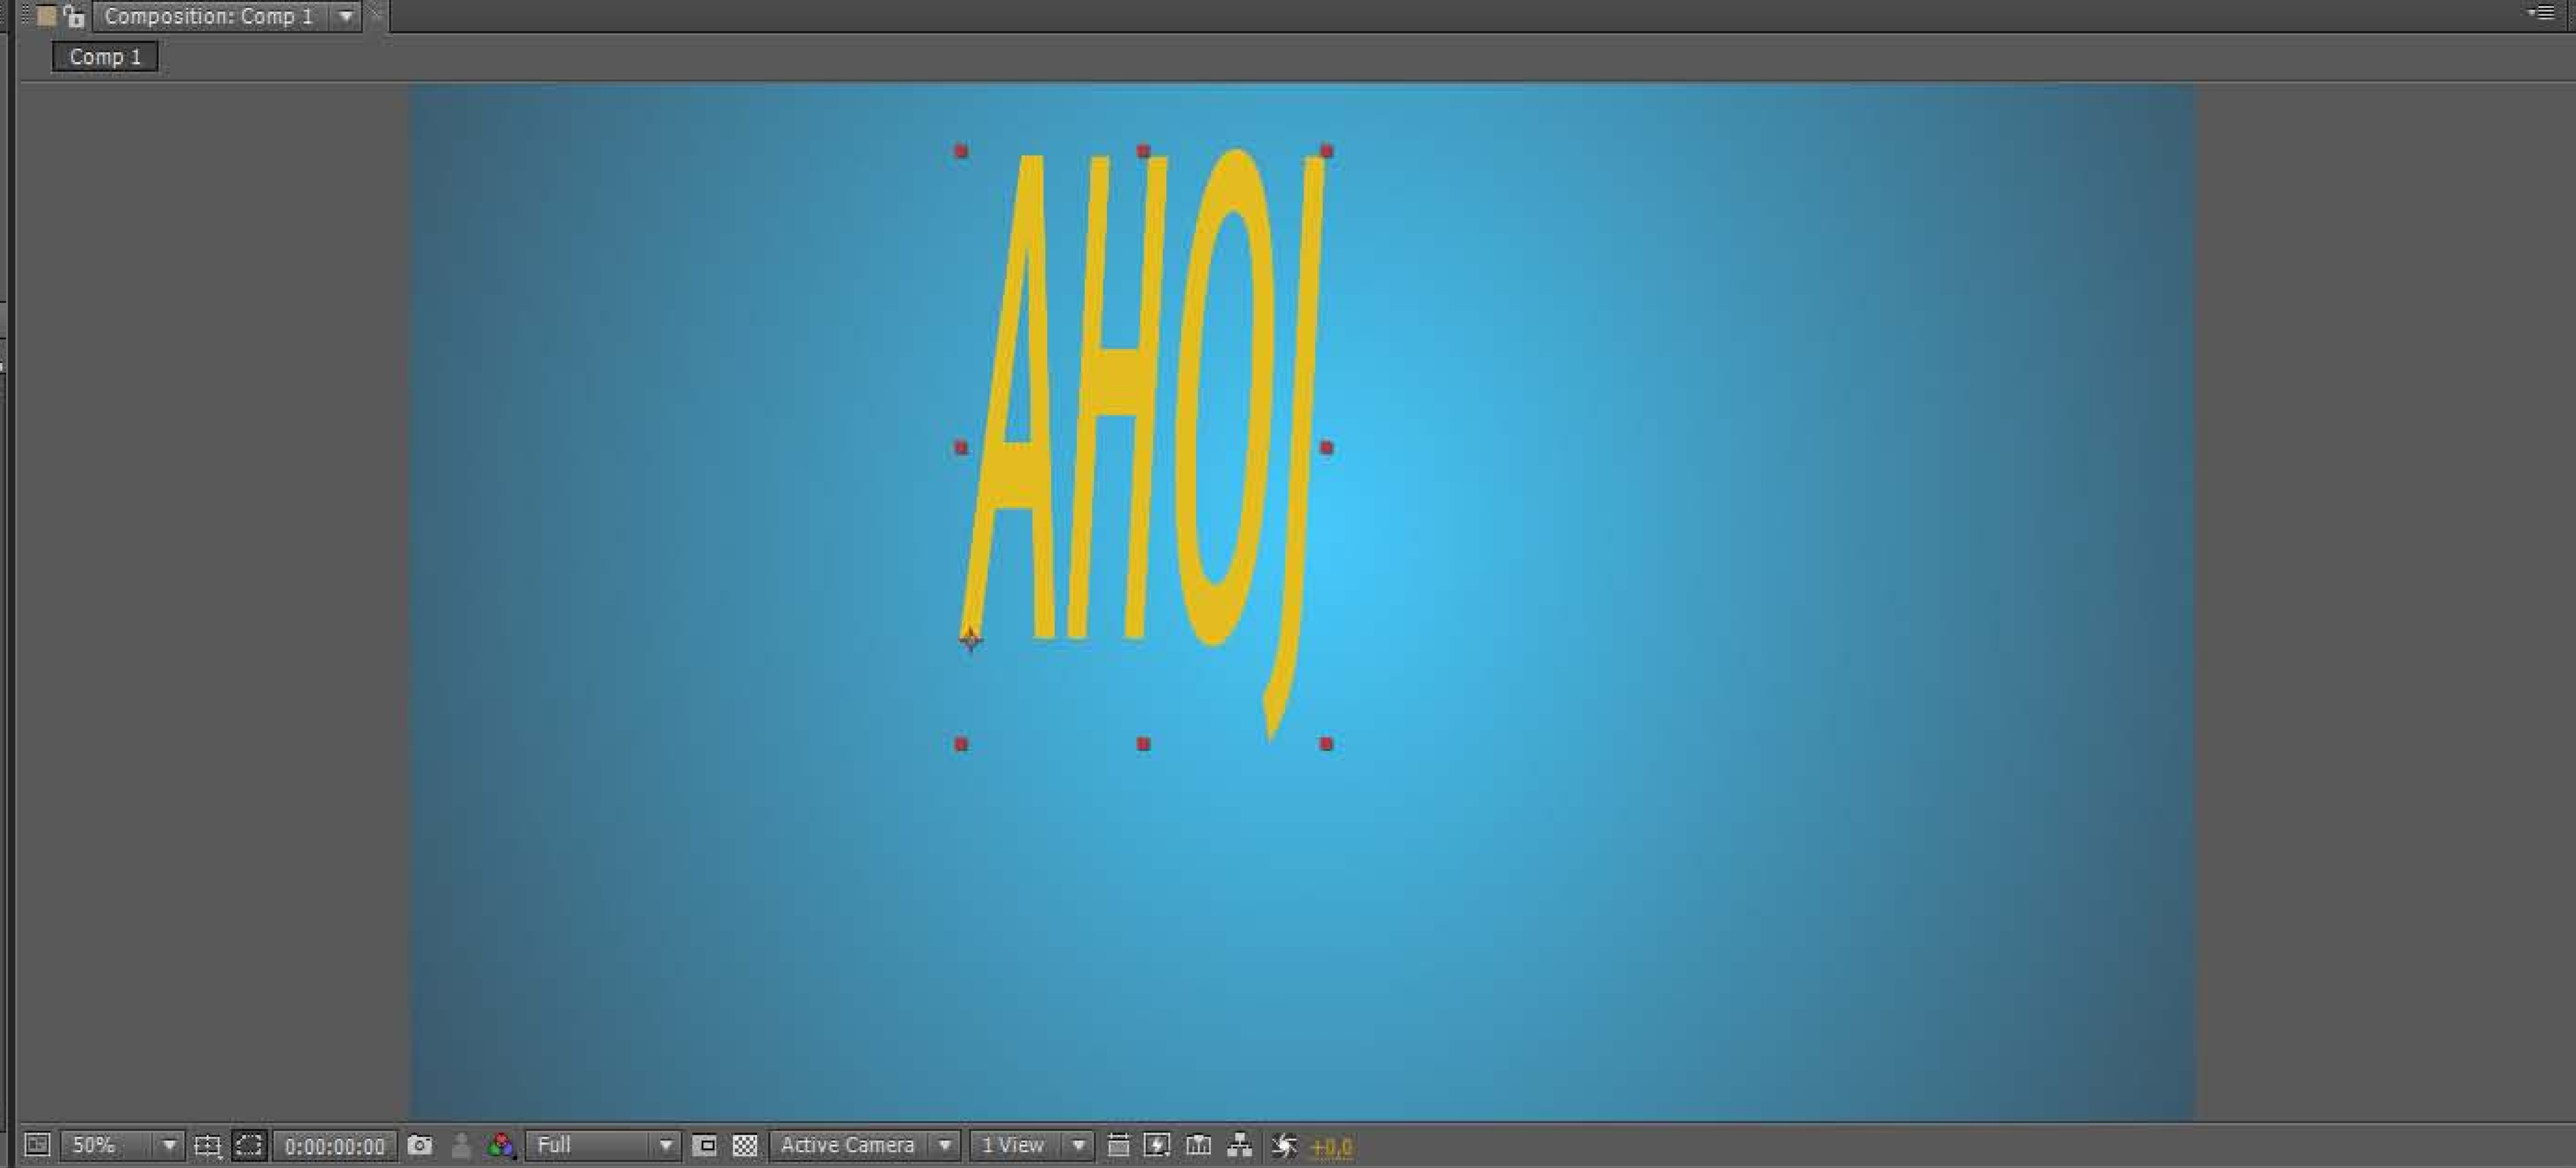 Composition: Comp 1
Comp 1
AHOJ
50%
0:00:00:00
Full
Active Camera
1 View
+0,0